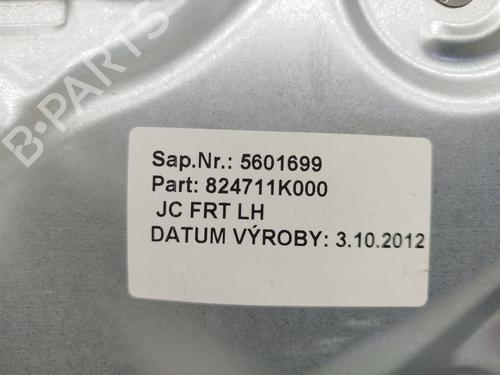 B-PARTS
Sap.Nr.: 5601699
Part: 824711K000
JC FRT LH
DATUM VÝROBY: 3.10.2012